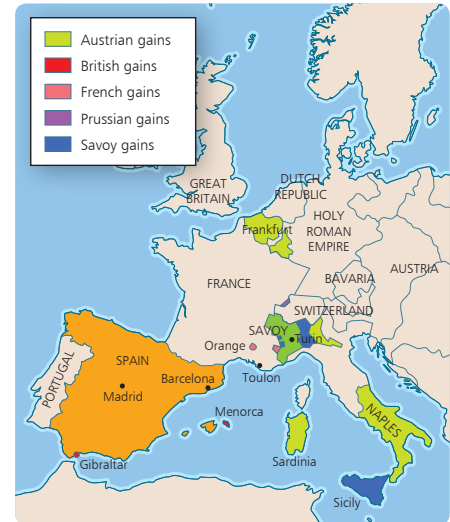 Austrian gains
British gains
French gains
Prussian gains
Savoy gains
GREAT
BRITAIN
DUTCH
REPUBLIC
Frankfurt
HOLY
ROMAN
EMPIRE
FRANCE
BAVARIA
AUSTRIA
SWITZERLAND
SAVOY
Turin
Orange
Toulon
PORTUGAL
SPAIN
Madrid
Barcelona
Menorca
NAPLES
Gibraltar
Sardinia
Sicily